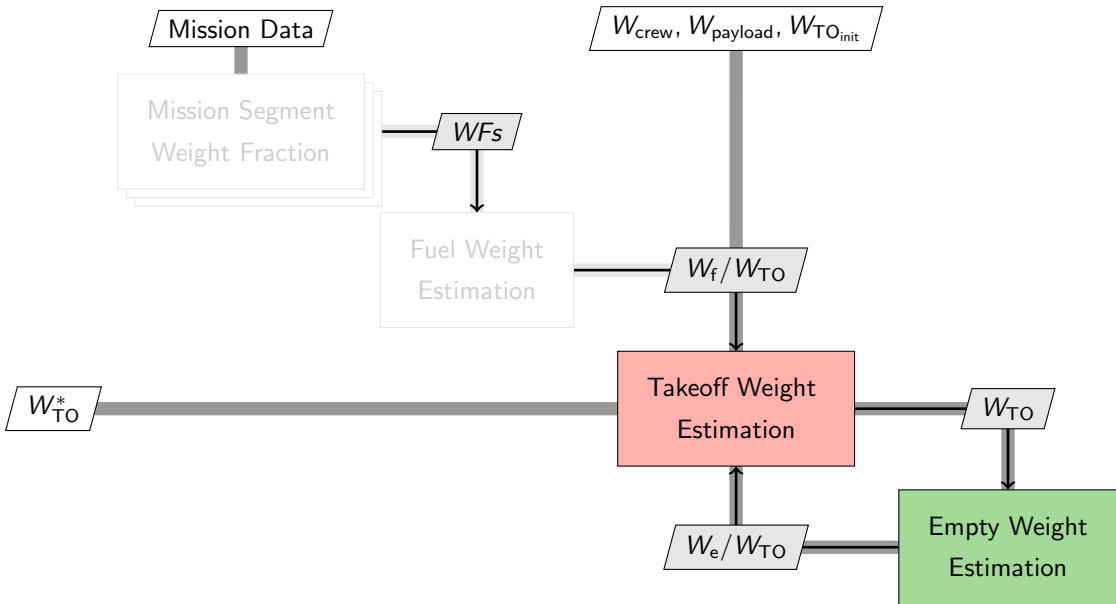 Mission Data
W_crew, W_payload, W_TO_init
Mission Segment
Weight Fraction
WFs
Fuel Weight
Estimation
W_f/W_TO
Takeoff Weight
Estimation
W*_TO
W_TO
Empty Weight
Estimation
W_e/W_TO